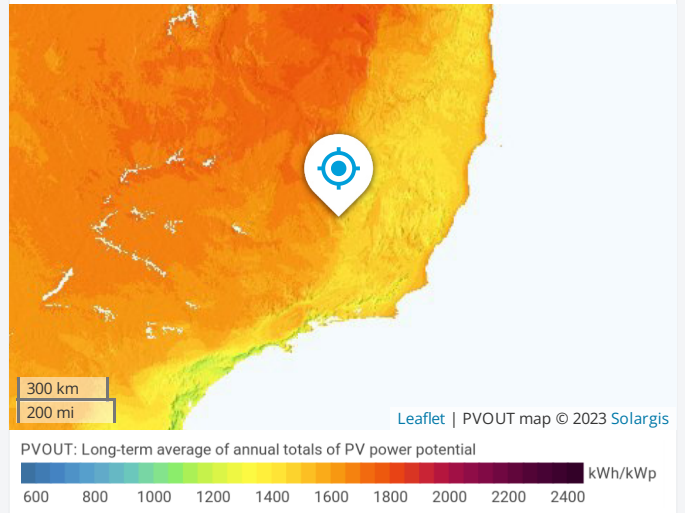 300 km
200 mi
Leaflet | PVOUT map © 2023 Solargis
PVOUT: Long-term average of annual totals of PV power potential
kWh/kWp
600 800 1000 1200 1400 1600 1800 2000 2200 2400